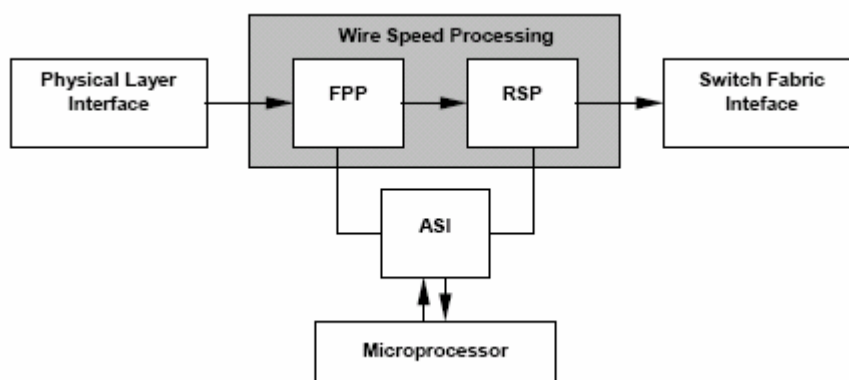 Wire Speed Processing
Physical Layer
Interface
FPP
RSP
Switch Fabric
Inteface
ASI
Microprocessor